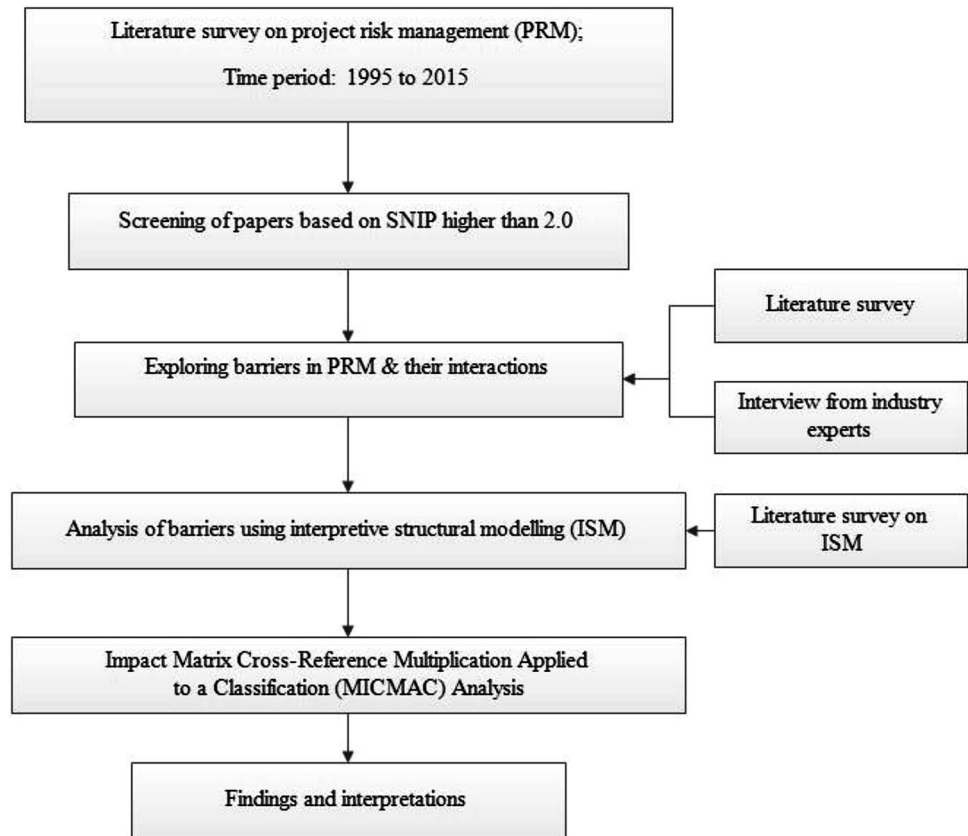 Literature survey on project risk management (PRM);
Time period: 1995 to 2015
Screening of papers based on SNIP higher than 2.0
Literature survey
Exploring barriers in PRM & their interactions
Interview from industry
experts
Analysis of barriers using interpretive structural modelling (ISM)
Literature survey on
ISM
Impact Matrix Cross-Reference Multiplication Applied
to a Classification (MICMAC) Analysis
Findings and interpretations